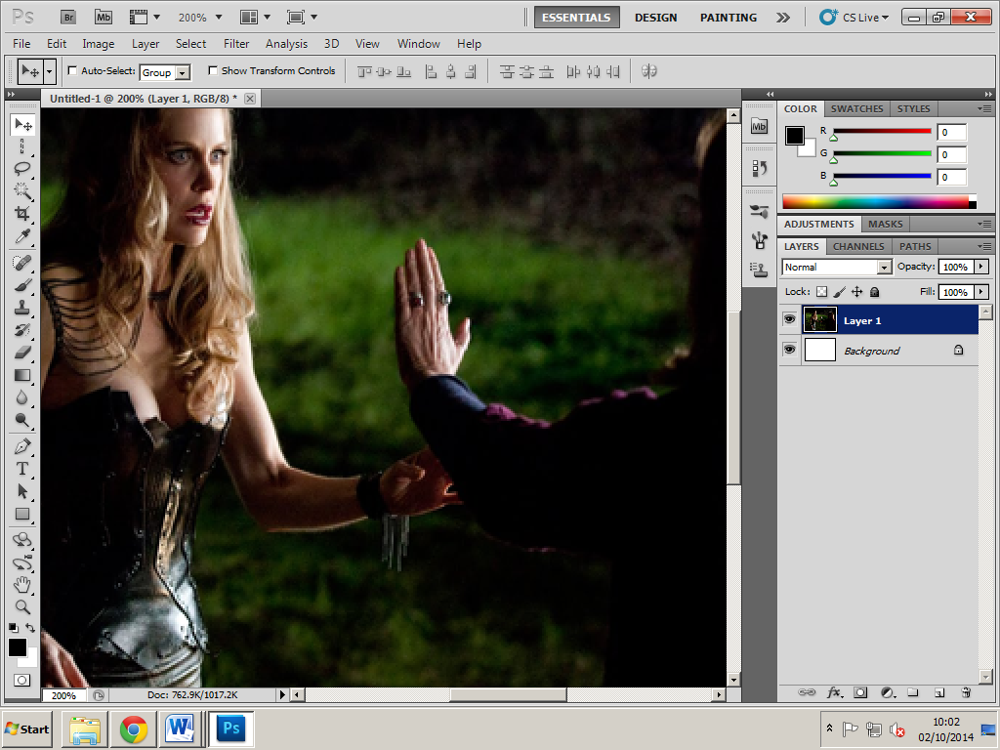 Ps Br Mb 200% ESSENTIALS DESIGN PAINTING CS Live
File Edit Image Layer Select Filter Analysis 3D View Window Help
Auto-Select: Group Show Transform Controls
Untitled-1 @ 200% (Layer 1, RGB/8) *
Mb
COLOR SWATCHES STYLES
R 0
G 0
B 0
ADJUSTMENTS MASKS
LAYERS CHANNELS PATHS
Normal Opacity: 100%
Lock: Fill: 100%
Layer 1
Background
T
fx
200% Doc: 762.9K/1017.2K
Start W Ps 10:02
02/10/2014